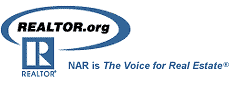 REALTOR.org
R
REALTOR®
NAR is The Voice for Real Estate®